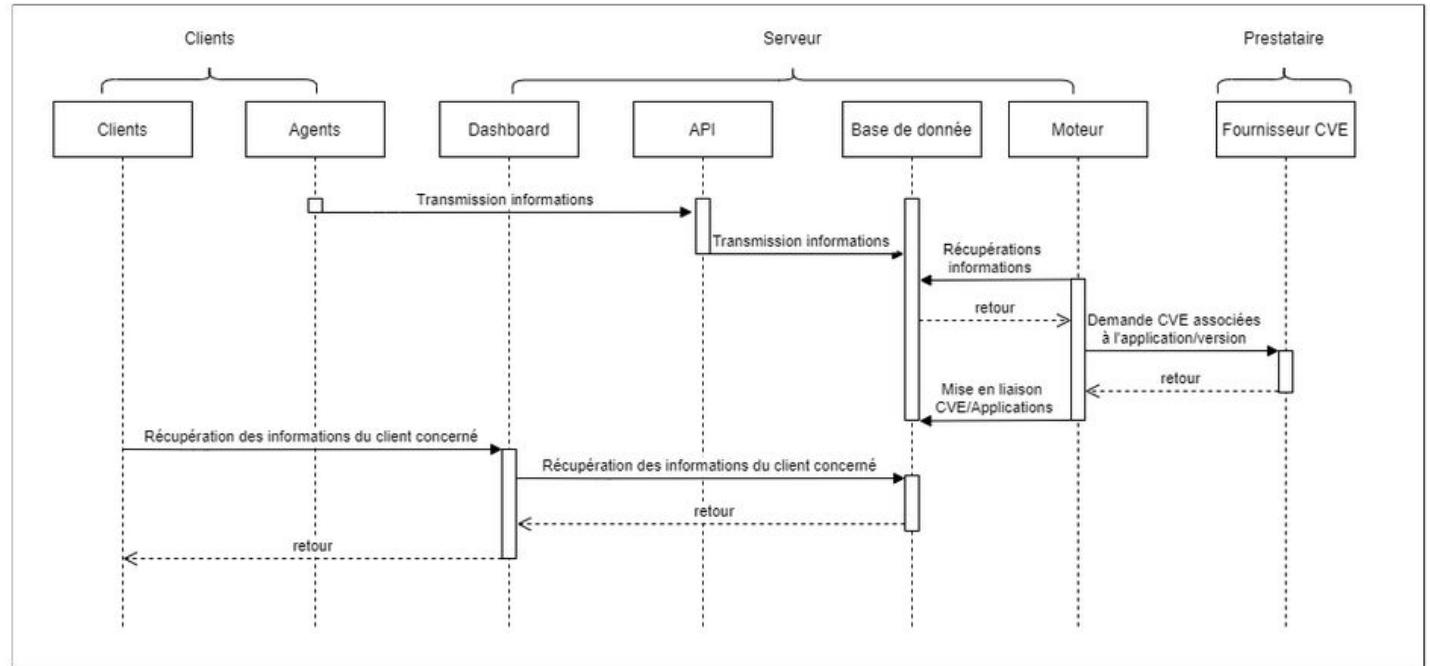 Clients
Serveur
Prestataire
Clients
Agents
Dashboard
API
Base de donnée
Moteur
Fournisseur CVE
Transmission informations
Transmission informations
Récupérations
informations
retour
Demande CVE associées
à l'application/version
retour
Mise en liaison
CVE/Applications
Récupération des informations du client concerné
Récupération des informations du client concerné
retour
retour